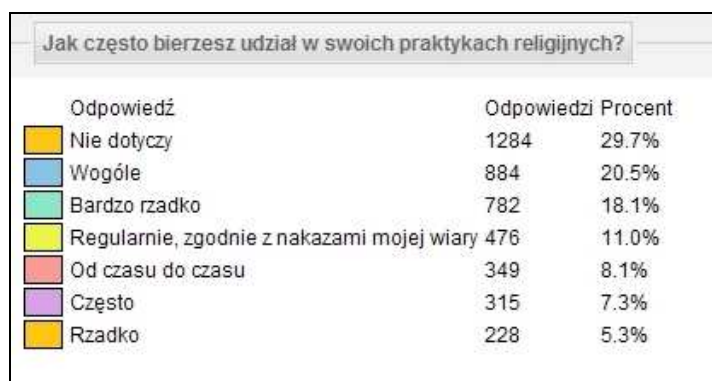 Jak często bierzesz udział w swoich praktykach religijnych?
Odpowiedź Odpowiedzi Procent
Nie dotyczy 1284 29.7%
Wogóle 884 20.5%
Bardzo rzadko 782 18.1%
Regularnie, zgodnie z nakazami mojej wiary 476 11.0%
Od czasu do czasu 349 8.1%
Często 315 7.3%
Rzadko 228 5.3%